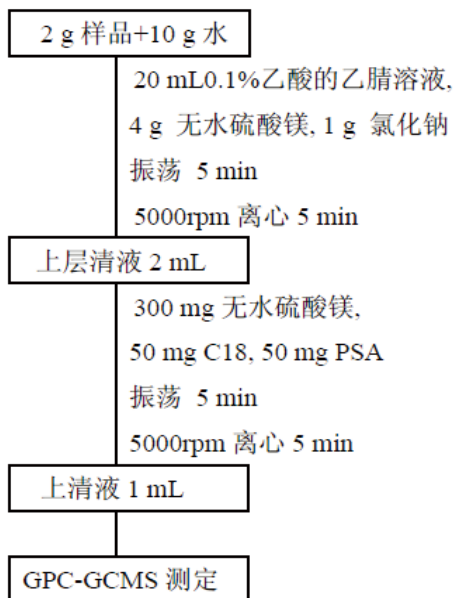 2 g 样品+10 g 水
20 mL0.1%乙酸的乙腈溶液,
4 g 无水硫酸镁, 1 g 氯化钠
振荡 5 min
5000rpm 离心 5 min
上层清液 2 mL
300 mg 无水硫酸镁,
50 mg C18, 50 mg PSA
振荡 5 min
5000rpm 离心 5 min
上清液 1 mL
GPC-GCMS 测定